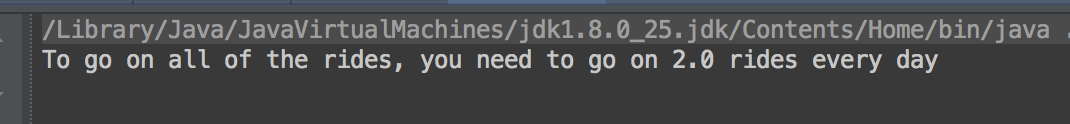 /Library/Java/JavaVirtualMachines/jdk1.8.0_25.jdk/Contents/Home/bin/java .
To go on all of the rides, you need to go on 2.0 rides every day